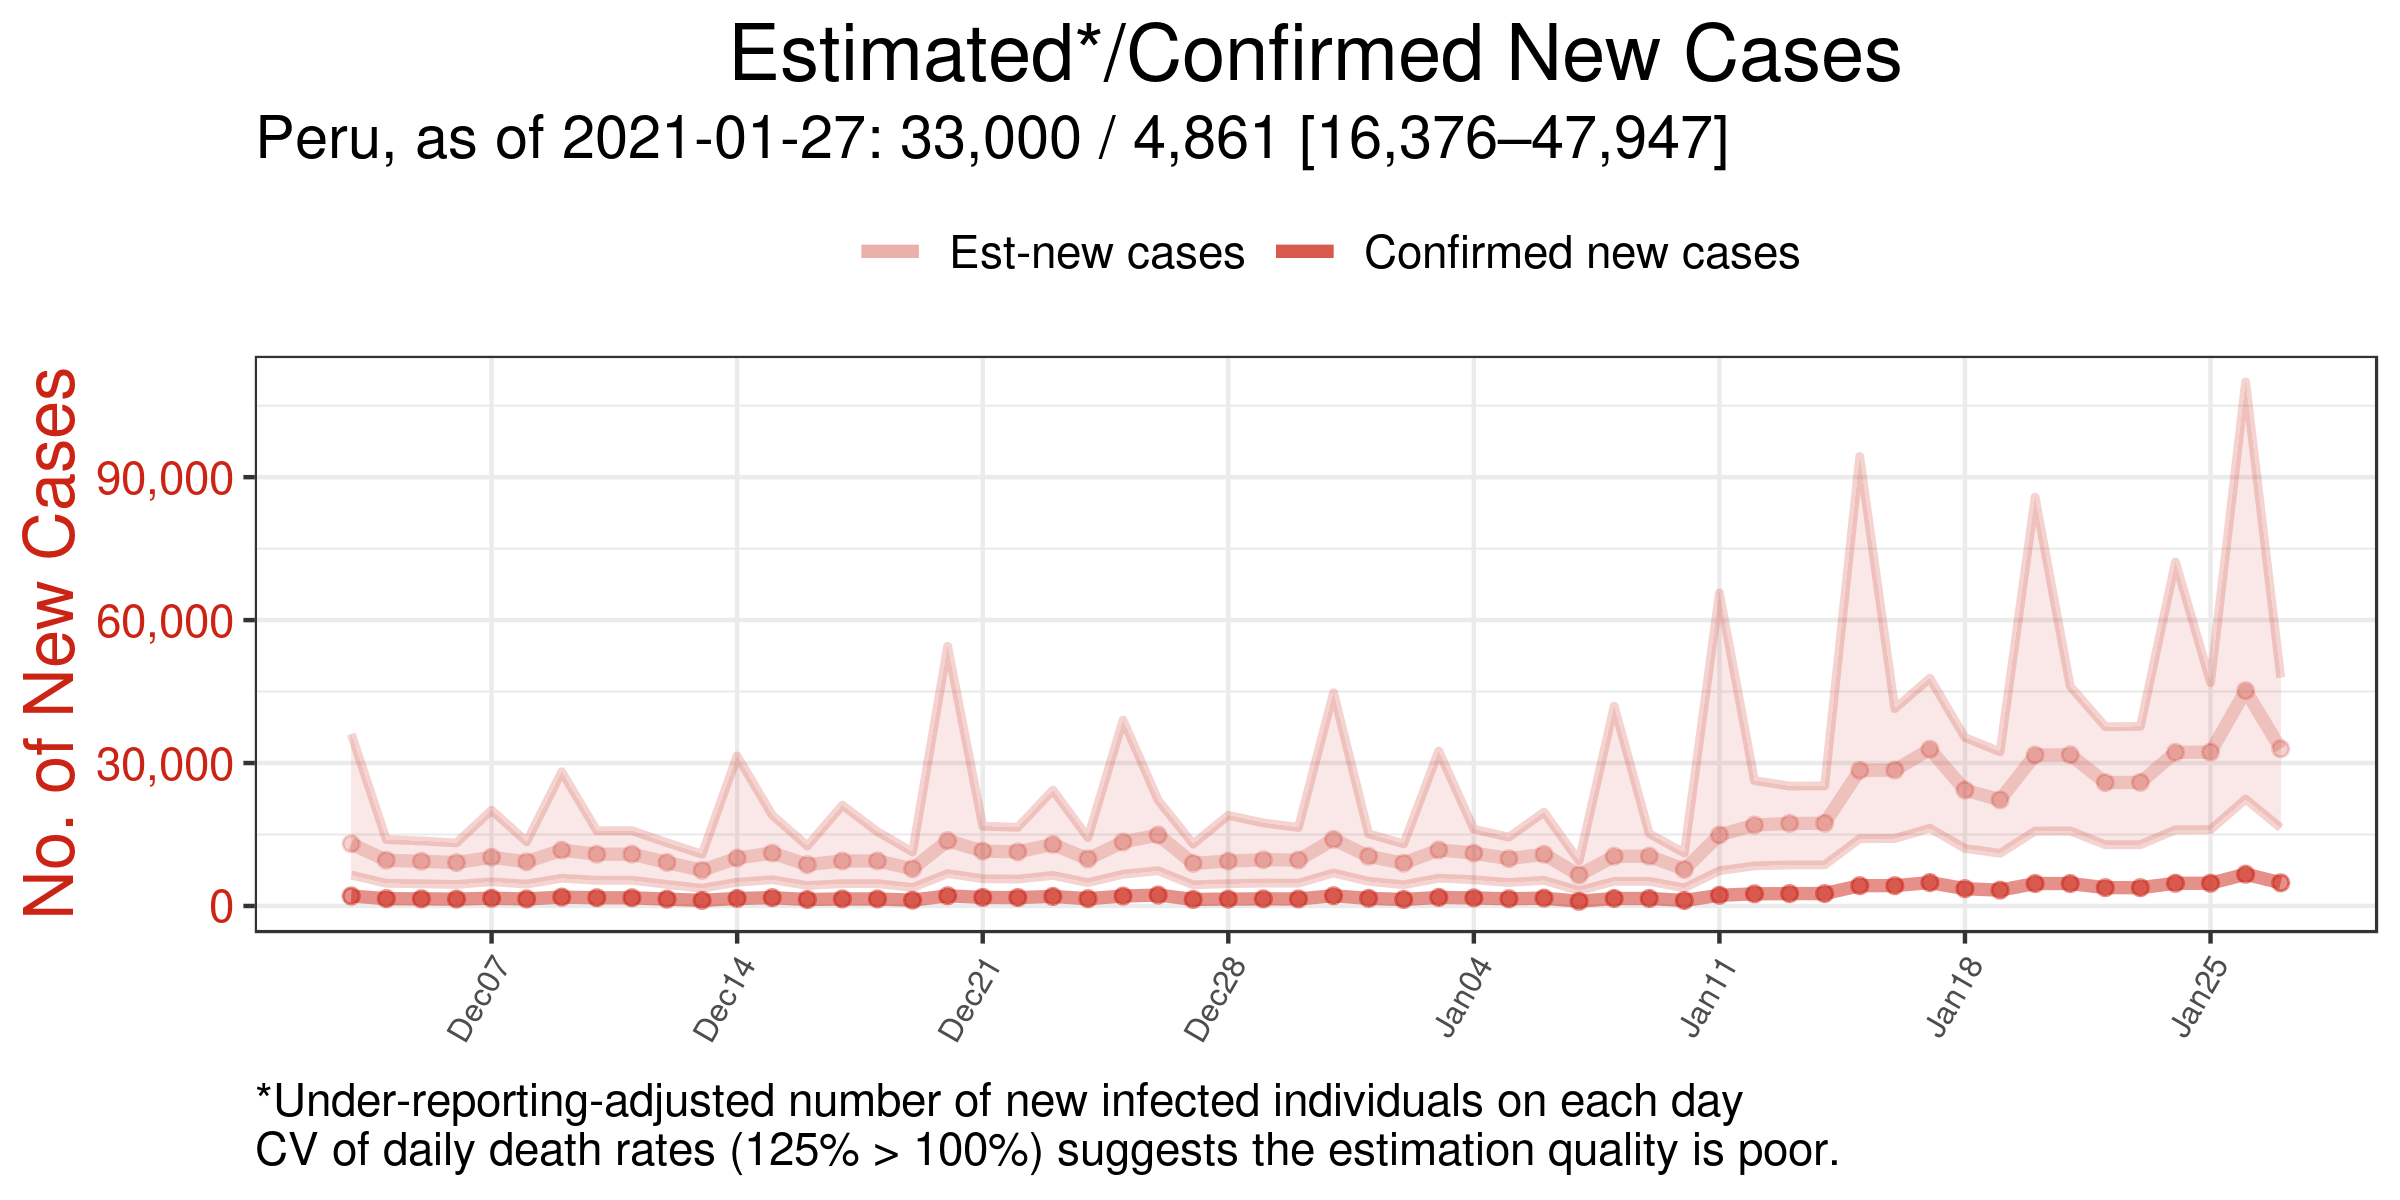 Estimated*/Confirmed New Cases
Peru, as of 2021-01-27: 33,000 / 4,861 [16,376–47,947]
Est-new cases
Confirmed new cases
No. of New Cases
90,000
60,000
30,000
0
Dec07
Dec14
Dec21
Dec28
Jan04
Jan11
Jan18
Jan25
*Under-reporting-adjusted number of new infected individuals on each day
CV of daily death rates (125% > 100%) suggests the estimation quality is poor.